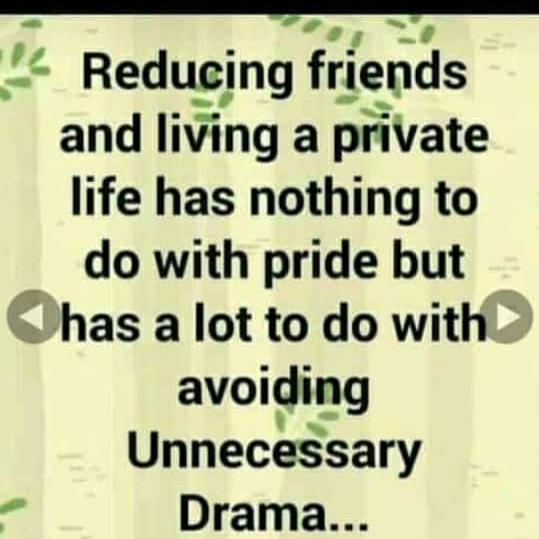 Reducing friends
and living a private
life has nothing to
do with pride but
has a lot to do with
avoiding
Unnecessary
Drama...